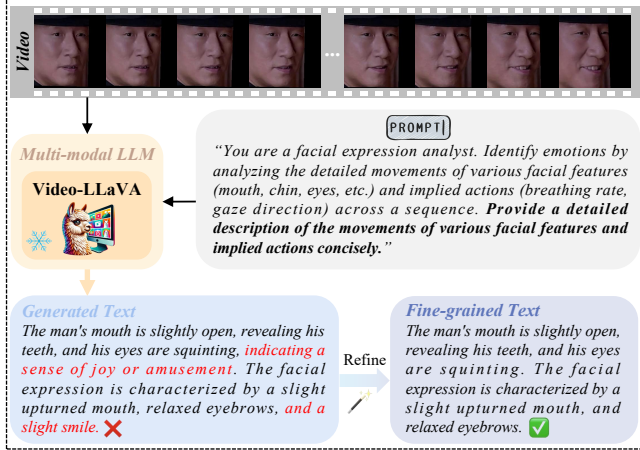 Video
...
PROMPT
Multi-modal LLM
Video-LLaVA
"You are a facial expression analyst. Identify emotions by
analyzing the detailed movements of various facial features
(mouth, chin, eyes, etc.) and implied actions (breathing rate,
gaze direction) across a sequence. Provide a detailed
description of the movements of various facial features and
implied actions concisely."
Generated Text
The man's mouth is slightly open, revealing his
teeth, and his eyes are squinting, indicating a
sense of joy or amusement. The facial
expression is characterized by a slight
upturned mouth, relaxed eyebrows, and a
slight smile.
Refine
Fine-grained Text
The man's mouth is slightly open,
revealing his teeth, and his eyes
are squinting. The facial
expression is characterized by a
slight upturned mouth, and
relaxed eyebrows.